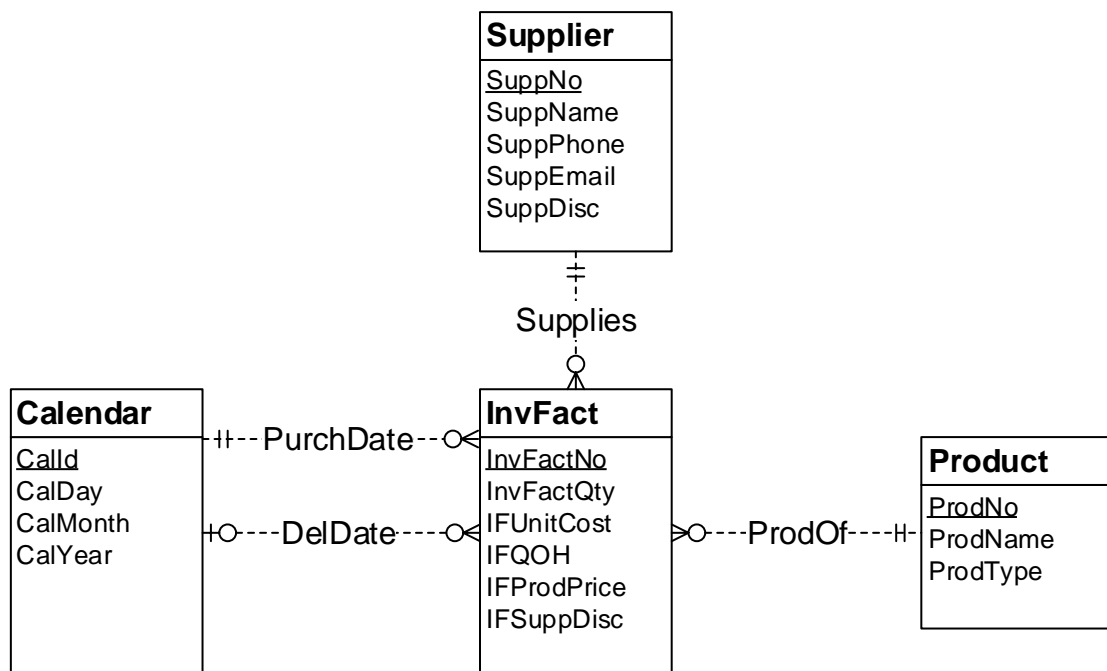 Supplier
SuppNo
SuppName
SuppPhone
SuppEmail
SuppDisc
Supplies
Calendar
CalId
CalDay
CalMonth
CalYear
PurchDate
DelDate
InvFact
InvFactNo
InvFactQty
IFUnitCost
IFQOH
IFProdPrice
IFSuppDisc
ProdOf
Product
ProdNo
ProdName
ProdType